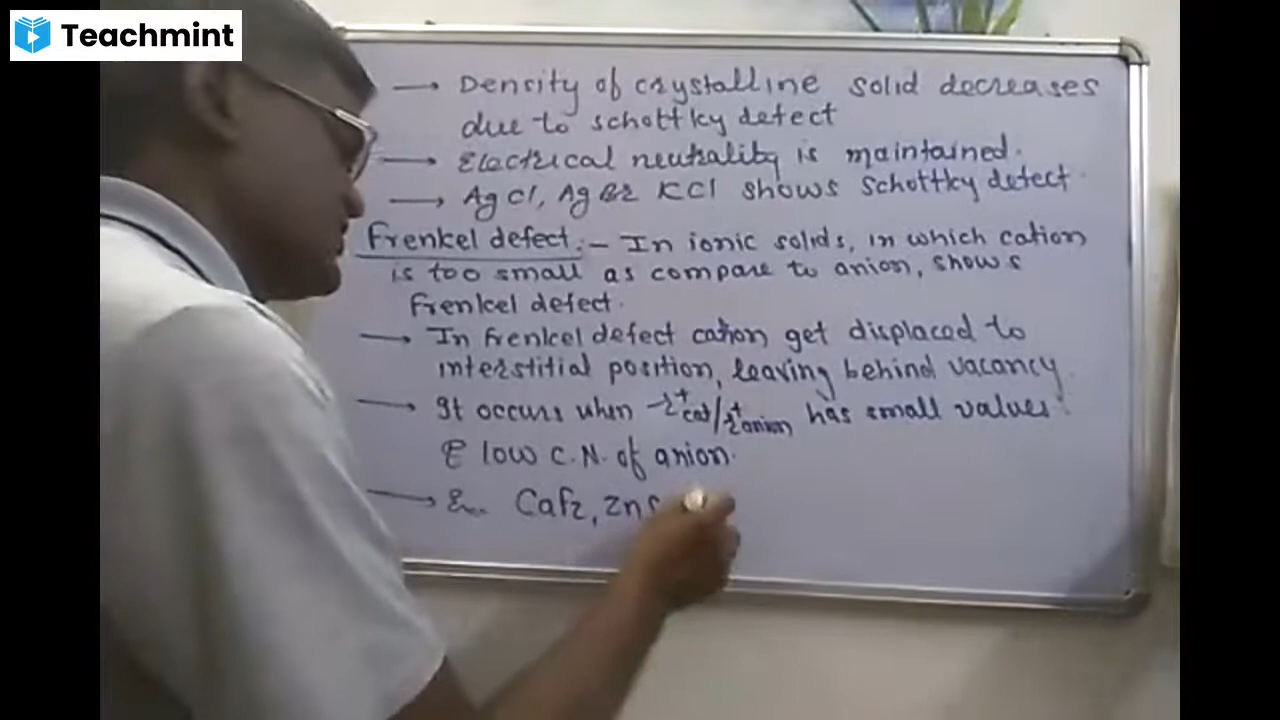 Teachmint
→ Density of crystalline solid decreases
due to schottky defect
→ Electrical neutrality is maintained.
→ AgCl, AgBr KCl shows Schottky defect.
Frenkel defect :- In ionic solids, in which cation
is too small as compare to anion, shows
Frenkel defect.
→ In Frenkel defect cation get displaced to
interstitial position, leaving behind vacancy.
→ It occurs when r⁺cat/r⁺anion has small values.
& low C.N. of anion.
→ Ex. Caf2, zns